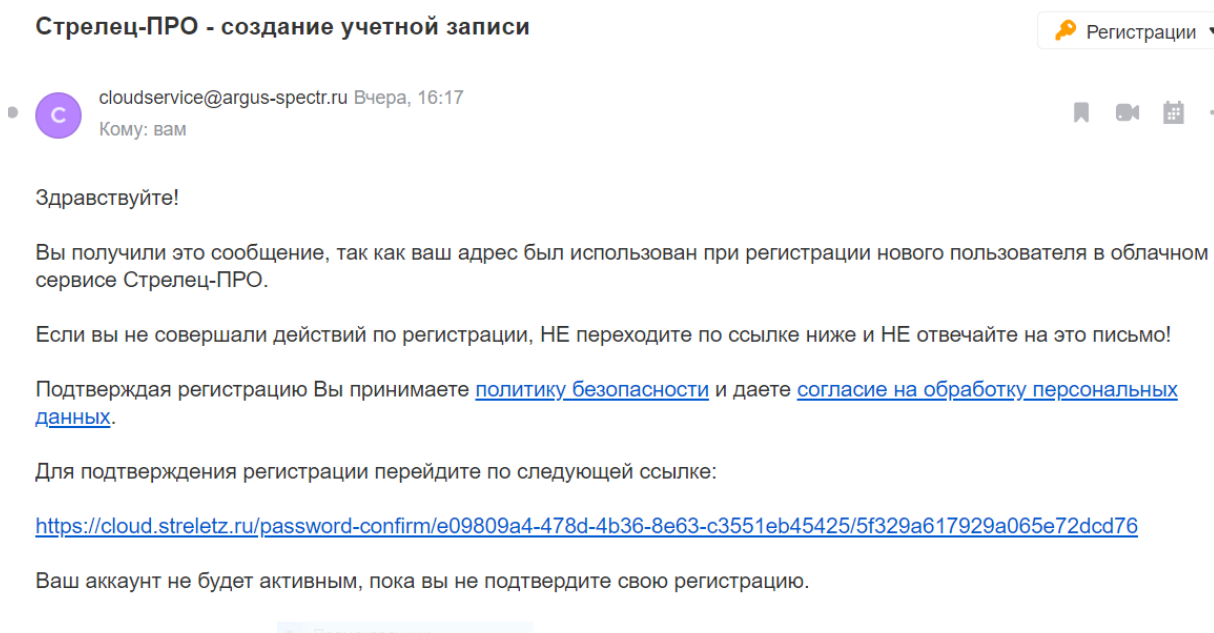 Стрелец-ПРО - создание учетной записи
Регистрации
С
cloudservice@argus-spectr.ru Вчера, 16:17
Кому: вам
Здравствуйте!
Вы получили это сообщение, так как ваш адрес был использован при регистрации нового пользователя в облачном
сервисе Стрелец-ПРО.
Если вы не совершали действий по регистрации, НЕ переходите по ссылке ниже и НЕ отвечайте на это письмо!
Подтверждая регистрацию Вы принимаете политику безопасности и даете согласие на обработку персональных
данных.
Для подтверждения регистрации перейдите по следующей ссылке:
https://cloud.streletz.ru/password-confirm/e09809a4-478d-4b36-8e63-c3551eb45425/5f329a617929a065e72dcd76
Ваш аккаунт не будет активным, пока вы не подтвердите свою регистрацию.